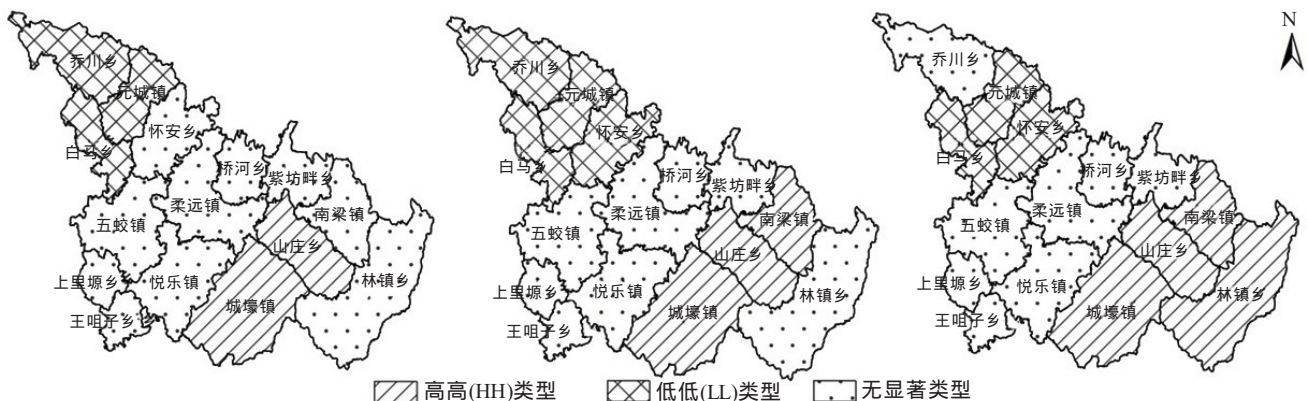 N
乔川乡
元城镇
怀安乡
白马乡
桥河乡
紫坊畔乡
柔远镇
南梁镇
五蛟镇
山庄乡
上里塬乡
悦乐镇
林镇乡
城壕镇
王咀子乡
乔川乡
元城镇
怀安乡
白马乡
桥河乡
紫坊畔乡
柔远镇
南梁镇
五蛟镇
山庄乡
上里塬乡
悦乐镇
林镇乡
城壕镇
王咀子乡
乔川乡
元城镇
怀安乡
白马乡
桥河乡
紫坊畔乡
柔远镇
南梁镇
五蛟镇
山庄乡
上里塬乡
悦乐镇
林镇乡
城壕镇
王咀子乡
高高(HH)类型 低低(LL)类型 无显著类型